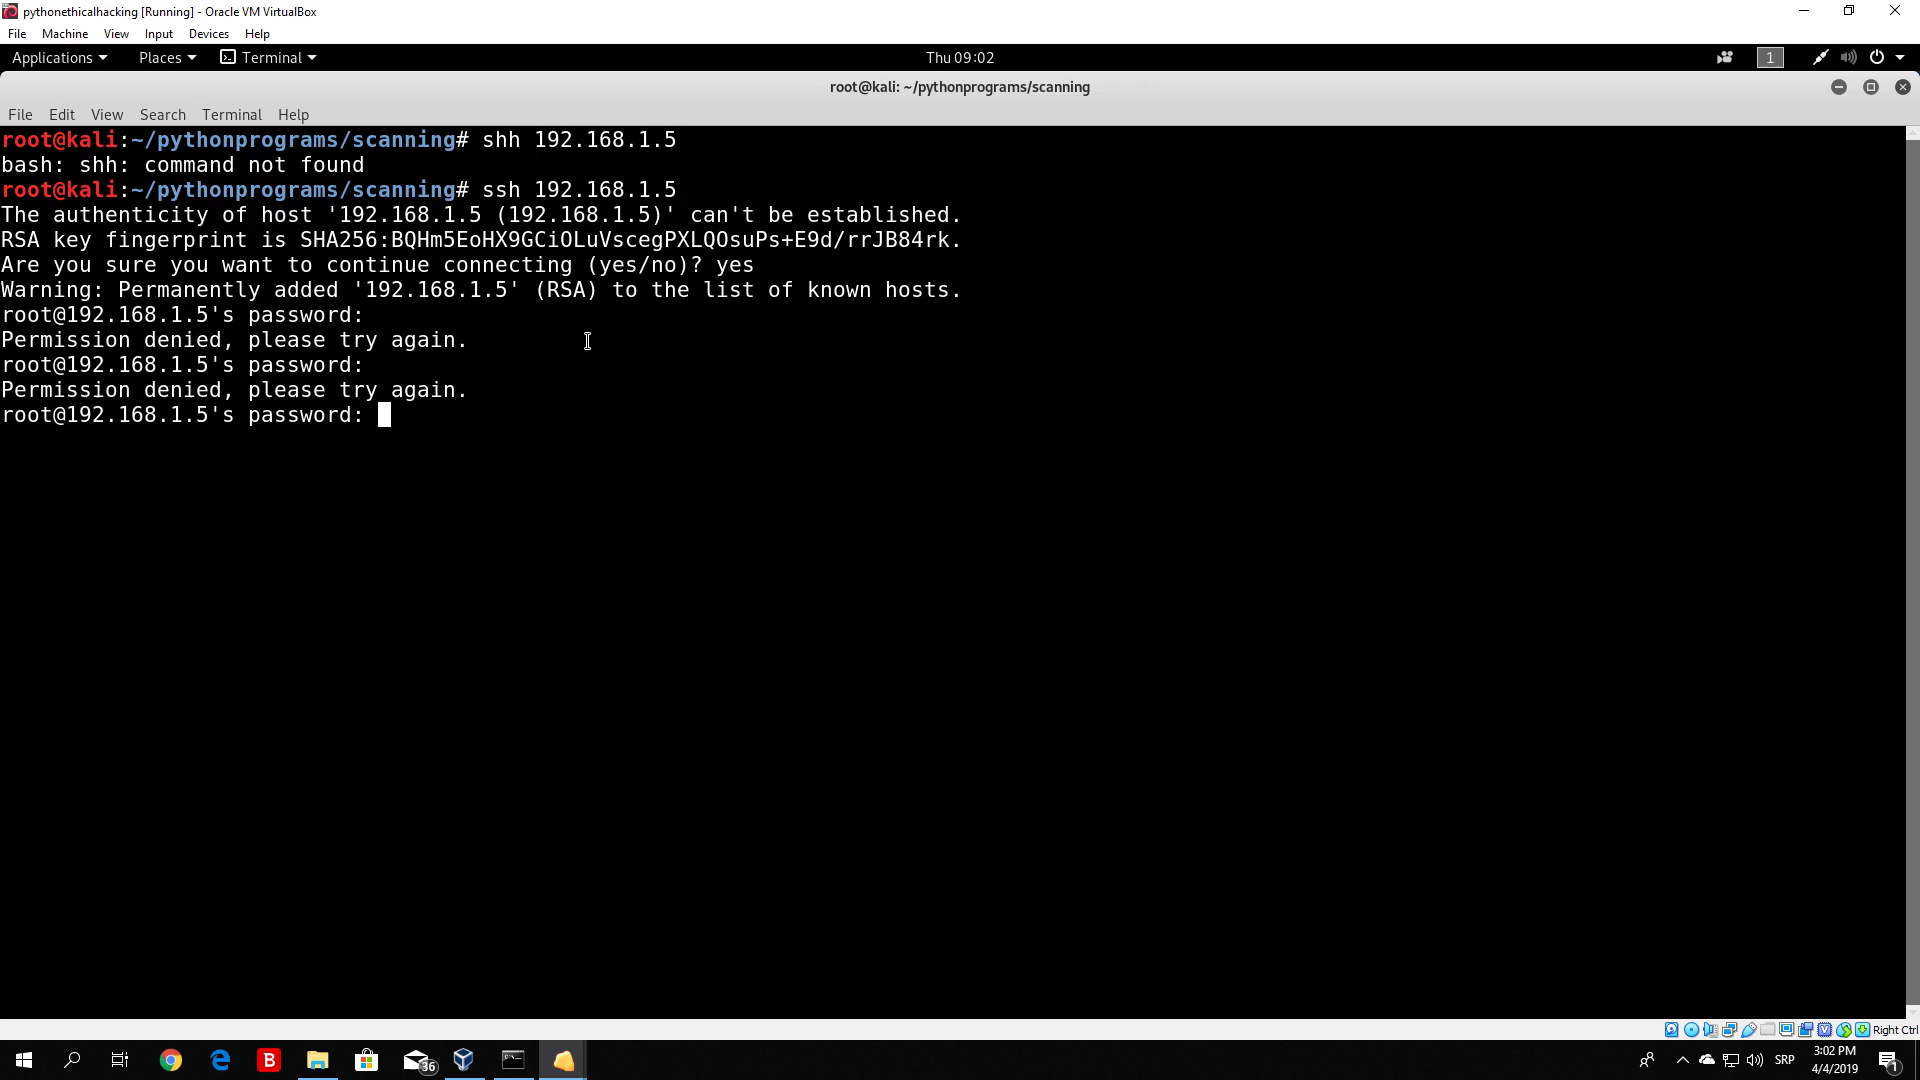 pythonethicalhacking [Running] - Oracle VM VirtualBox
File Machine View Input Devices Help
Applications Places Terminal Thu 09:02 1
root@kali: ~/pythonprograms/scanning
File Edit View Search Terminal Help
root@kali:~/pythonprograms/scanning# shh 192.168.1.5
bash: shh: command not found
root@kali:~/pythonprograms/scanning# ssh 192.168.1.5
The authenticity of host '192.168.1.5 (192.168.1.5)' can't be established.
RSA key fingerprint is SHA256:BQHm5EoHX9GCiOLuVscegPXLQOsuPs+E9d/rrJB84rk.
Are you sure you want to continue connecting (yes/no)? yes
Warning: Permanently added '192.168.1.5' (RSA) to the list of known hosts.
root@192.168.1.5's password:
Permission denied, please try again.
root@192.168.1.5's password:
Permission denied, please try again.
root@192.168.1.5's password:
Right Ctrl
B 36 SRP 3:02 PM 1
4/4/2019